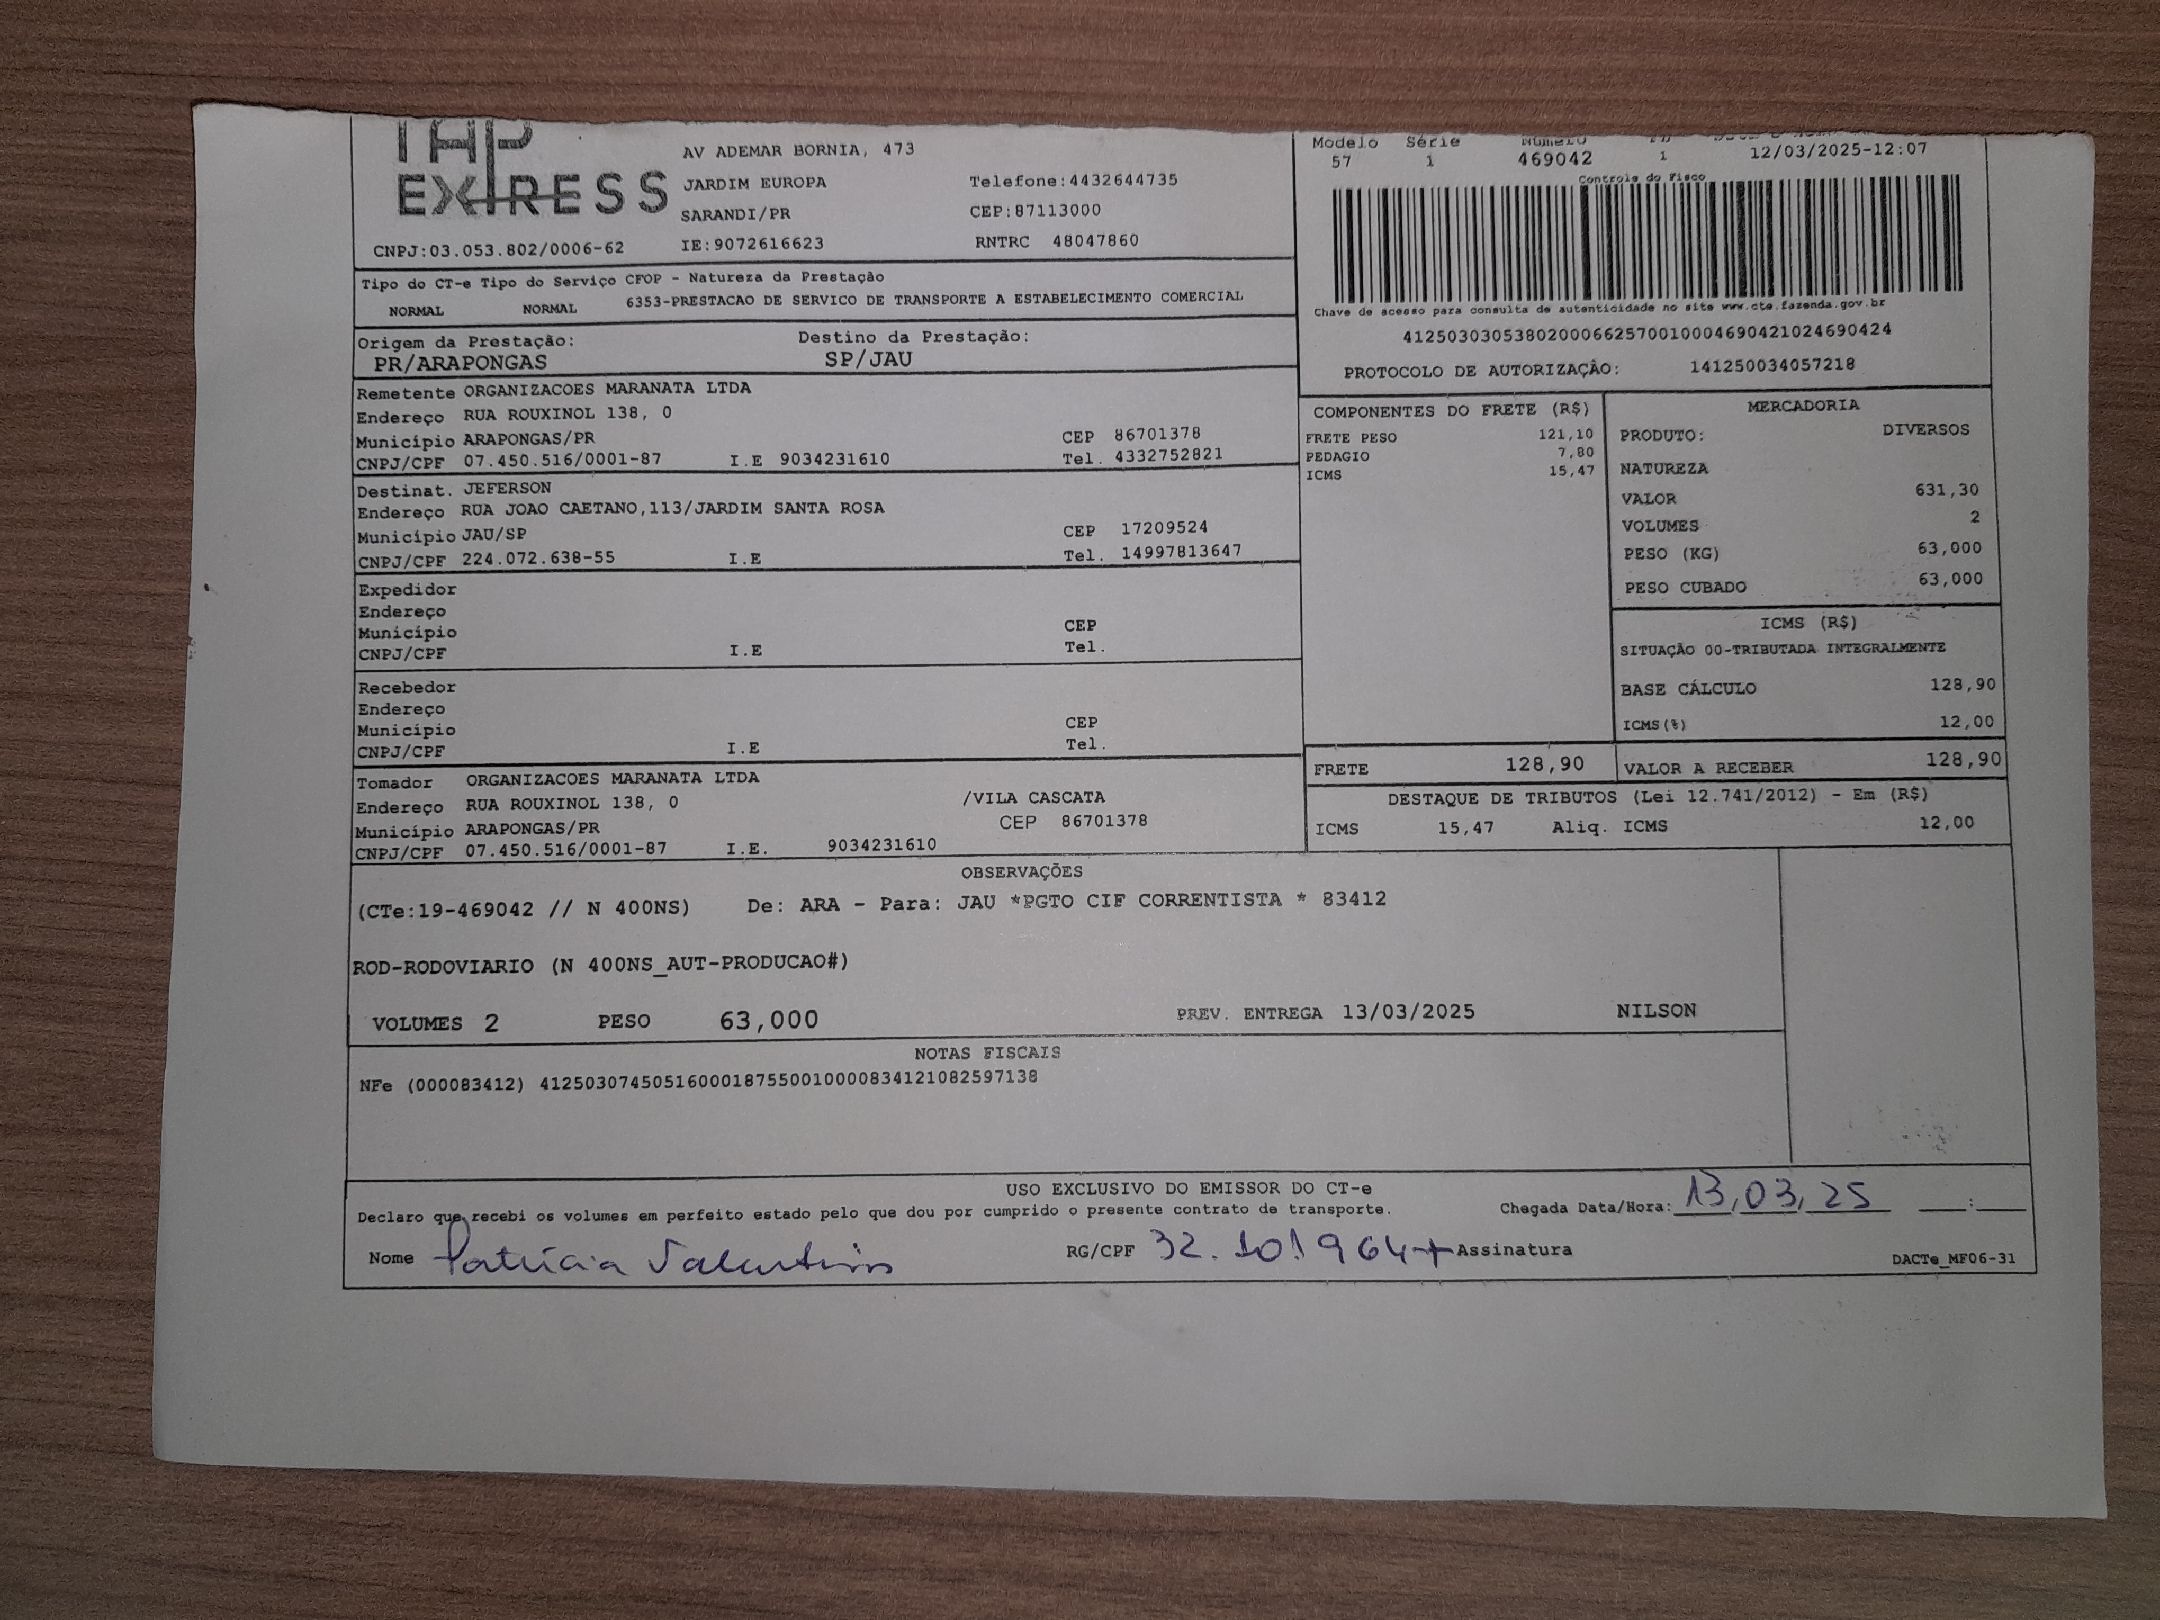 TAP
EXPRESS
AV ADEMAR BORNIA, 473
JARDIM EUROPA Telefone:4432644735
SARANDI/PR CEP:87113000
CNPJ:03.053.802/0006-62 IE:9072616623 RNTRC 48047860
Modelo Série Número
57 1 469042 1 12/03/2025-12:07
Controle do Fisco
Chave de acesso para consulta de autenticidade no site www.cte.fazenda.gov.br
41250303053802000662570010004690421024690424
PROTOCOLO DE AUTORIZAÇÃO: 141250034057218
Tipo do CT-e Tipo do Serviço CFOP - Natureza da Prestação
NORMAL NORMAL 6353-PRESTACAO DE SERVICO DE TRANSPORTE A ESTABELECIMENTO COMERCIAL
Origem da Prestação: Destino da Prestação:
PR/ARAPONGAS SP/JAU
Remetente ORGANIZACOES MARANATA LTDA
Endereço RUA ROUXINOL 138, 0
Município ARAPONGAS/PR CEP 86701378
CNPJ/CPF 07.450.516/0001-87 I.E 9034231610 Tel. 4332752821
Destinat. JEFERSON
Endereço RUA JOAO CAETANO,113/JARDIM SANTA ROSA
Município JAU/SP CEP 17209524
CNPJ/CPF 224.072.638-55 I.E Tel. 14997813647
Expedidor
Endereço
Município CEP
CNPJ/CPF I.E Tel.
Recebedor
Endereço
Município CEP
CNPJ/CPF I.E Tel.
Tomador ORGANIZACOES MARANATA LTDA
Endereço RUA ROUXINOL 138, 0 /VILA CASCATA
Município ARAPONGAS/PR CEP 86701378
CNPJ/CPF 07.450.516/0001-87 I.E. 9034231610
COMPONENTES DO FRETE (R$)
FRETE PESO 121,10
PEDAGIO 7,80
ICMS 15,47
MERCADORIA
PRODUTO: DIVERSOS
NATUREZA
VALOR 631,30
VOLUMES 2
PESO (KG) 63,000
PESO CUBADO 63,000
ICMS (R$)
SITUAÇÃO 00-TRIBUTADA INTEGRALMENTE
BASE CÁLCULO 128,90
ICMS(%) 12,00
FRETE 128,90 VALOR A RECEBER 128,90
DESTAQUE DE TRIBUTOS (Lei 12.741/2012) - Em (R$)
ICMS 15,47 Aliq. ICMS 12,00
OBSERVAÇÕES
(CTe:19-469042 // N 400NS) De: ARA - Para: JAU *PGTO CIF CORRENTISTA * 83412
ROD-RODOVIARIO (N 400NS_AUT-PRODUCAO#)
VOLUMES 2 PESO 63,000 PREV. ENTREGA 13/03/2025 NILSON
NOTAS FISCAIS
NFe (000083412) 41250307450516000187550010000834121082597138
USO EXCLUSIVO DO EMISSOR DO CT-e
Declaro que recebi os volumes em perfeito estado pelo que dou por cumprido o presente contrato de transporte. Chegada Data/Hora: 13,03,25 :
Nome Patrícia RG/CPF Assinatura DACTe_MF06-31